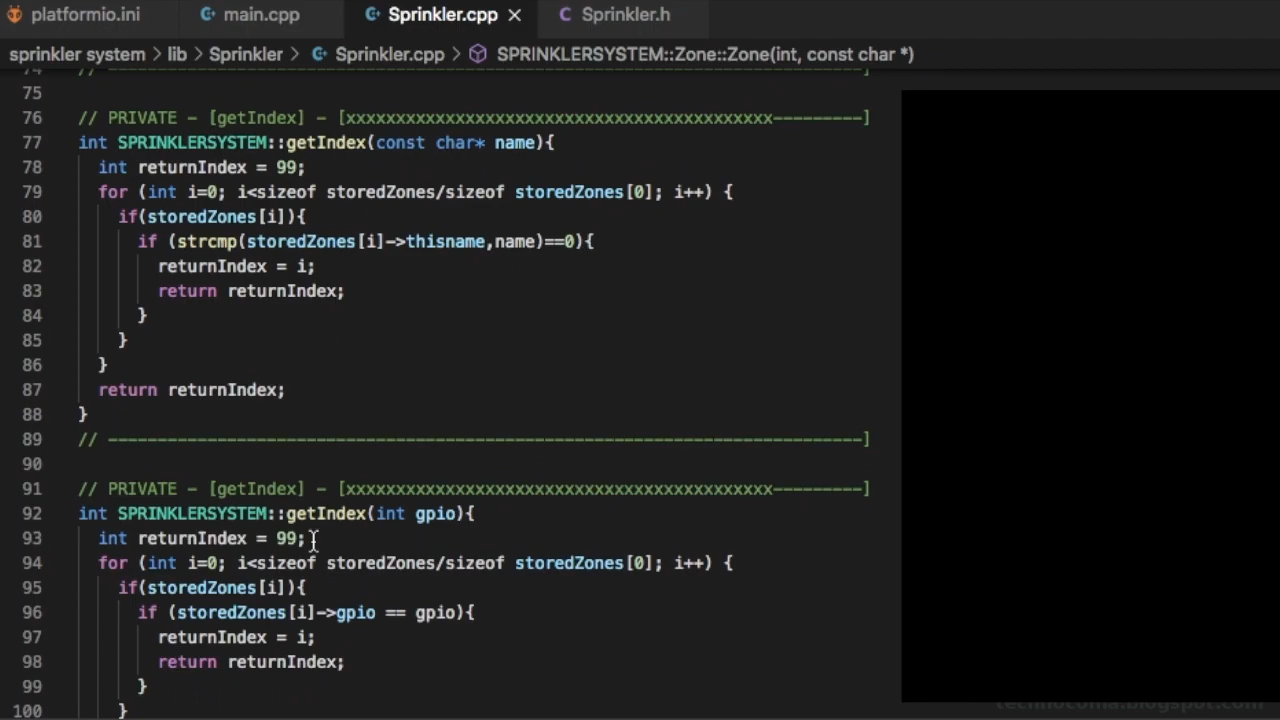 platformio.ini main.cpp Sprinkler.cpp Sprinkler.h
sprinkler system > lib > Sprinkler > Sprinkler.cpp > SPRINKLERSYSTEM::Zone::Zone(int, const char *)
74 // ----------------------------------------------------------------------------]
75
76 // PRIVATE - [getIndex] - [xxxxxxxxxxxxxxxxxxxxxxxxxxxxxxxxxxxxxxxxxxx---------]
77 int SPRINKLERSYSTEM::getIndex(const char* name){
78 int returnIndex = 99;
79 for (int i=0; i<sizeof storedZones/sizeof storedZones[0]; i++) {
80 if(storedZones[i]){
81 if (strcmp(storedZones[i]->thisname,name)==0){
82 returnIndex = i;
83 return returnIndex;
84 }
85 }
86 }
87 return returnIndex;
88 }
89 // ----------------------------------------------------------------------------]
90
91 // PRIVATE - [getIndex] - [xxxxxxxxxxxxxxxxxxxxxxxxxxxxxxxxxxxxxxxxxxx---------]
92 int SPRINKLERSYSTEM::getIndex(int gpio){
93 int returnIndex = 99;
94 for (int i=0; i<sizeof storedZones/sizeof storedZones[0]; i++) {
95 if(storedZones[i]){
96 if (storedZones[i]->gpio == gpio){
97 returnIndex = i;
98 return returnIndex;
99 }
100 }
technocoma.blogspot.com